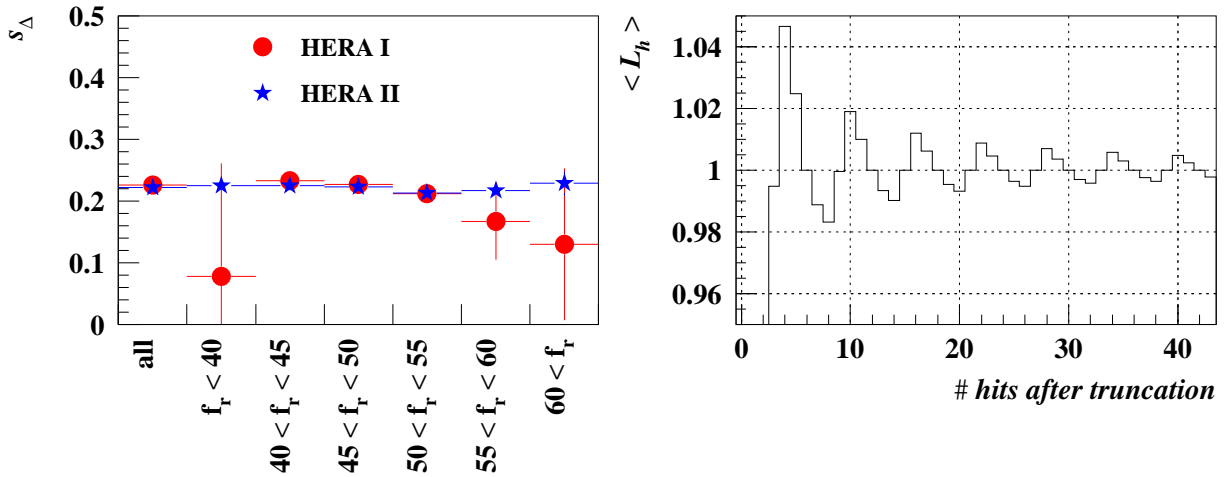 s_Δ
0.5
0.4
0.3
0.2
0.1
0
HERA I
HERA II
all
f_r < 40
40 < f_r < 45
45 < f_r < 50
50 < f_r < 55
55 < f_r < 60
60 < f_r
< L_h >
1.04
1.02
1
0.98
0.96
0 10 20 30 40
# hits after truncation